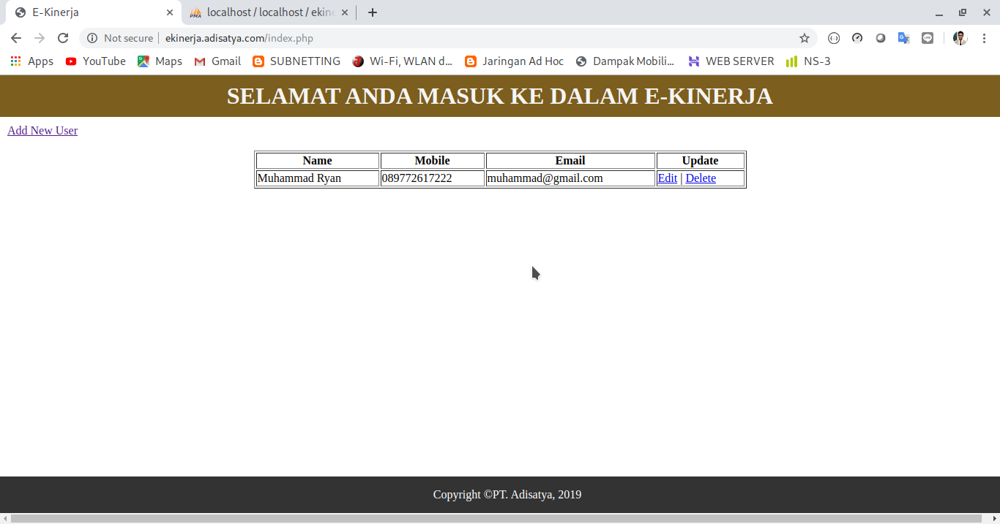 E-Kinerja
localhost / localhost / ekine
Not secure ekinerja.adisatya.com/index.php
Apps YouTube Maps Gmail SUBNETTING Wi-Fi, WLAN d... Jaringan Ad Hoc Dampak Mobili... WEB SERVER NS-3
SELAMAT ANDA MASUK KE DALAM E-KINERJA
Add New User
Name Mobile Email Update
Muhammad Ryan 089772617222 muhammad@gmail.com Edit | Delete
Copyright ©PT. Adisatya, 2019